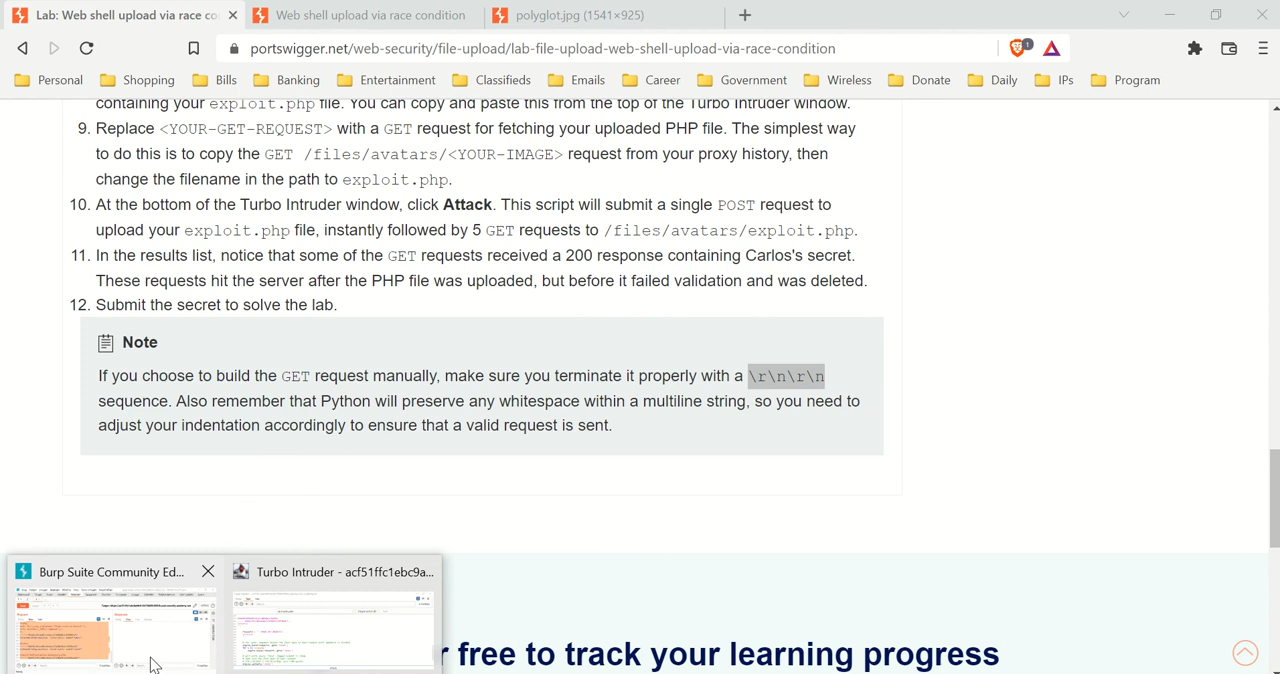 Lab: Web shell upload via race co
Web shell upload via race condition
polyglot.jpg (1541×925)
portswigger.net/web-security/file-upload/lab-file-upload-web-shell-upload-via-race-condition
1
Personal
Shopping
Bills
Banking
Entertainment
Classifieds
Emails
Career
Government
Wireless
Donate
Daily
IPs
Program
containing your exploit.php file. You can copy and paste this from the top of the Turbo Intruder window.
9. Replace <YOUR-GET-REQUEST> with a GET request for fetching your uploaded PHP file. The simplest way
to do this is to copy the GET /files/avatars/<YOUR-IMAGE> request from your proxy history, then
change the filename in the path to exploit.php.
10. At the bottom of the Turbo Intruder window, click Attack. This script will submit a single POST request to
upload your exploit.php file, instantly followed by 5 GET requests to /files/avatars/exploit.php.
11. In the results list, notice that some of the GET requests received a 200 response containing Carlos's secret.
These requests hit the server after the PHP file was uploaded, but before it failed validation and was deleted.
12. Submit the secret to solve the lab.
Note
If you choose to build the GET request manually, make sure you terminate it properly with a \r\n\r\n
sequence. Also remember that Python will preserve any whitespace within a multiline string, so you need to
adjust your indentation accordingly to ensure that a valid request is sent.
Burp Suite Community Ed...
Turbo Intruder - acf51ffc1ebc9a...
e to track your learning progress